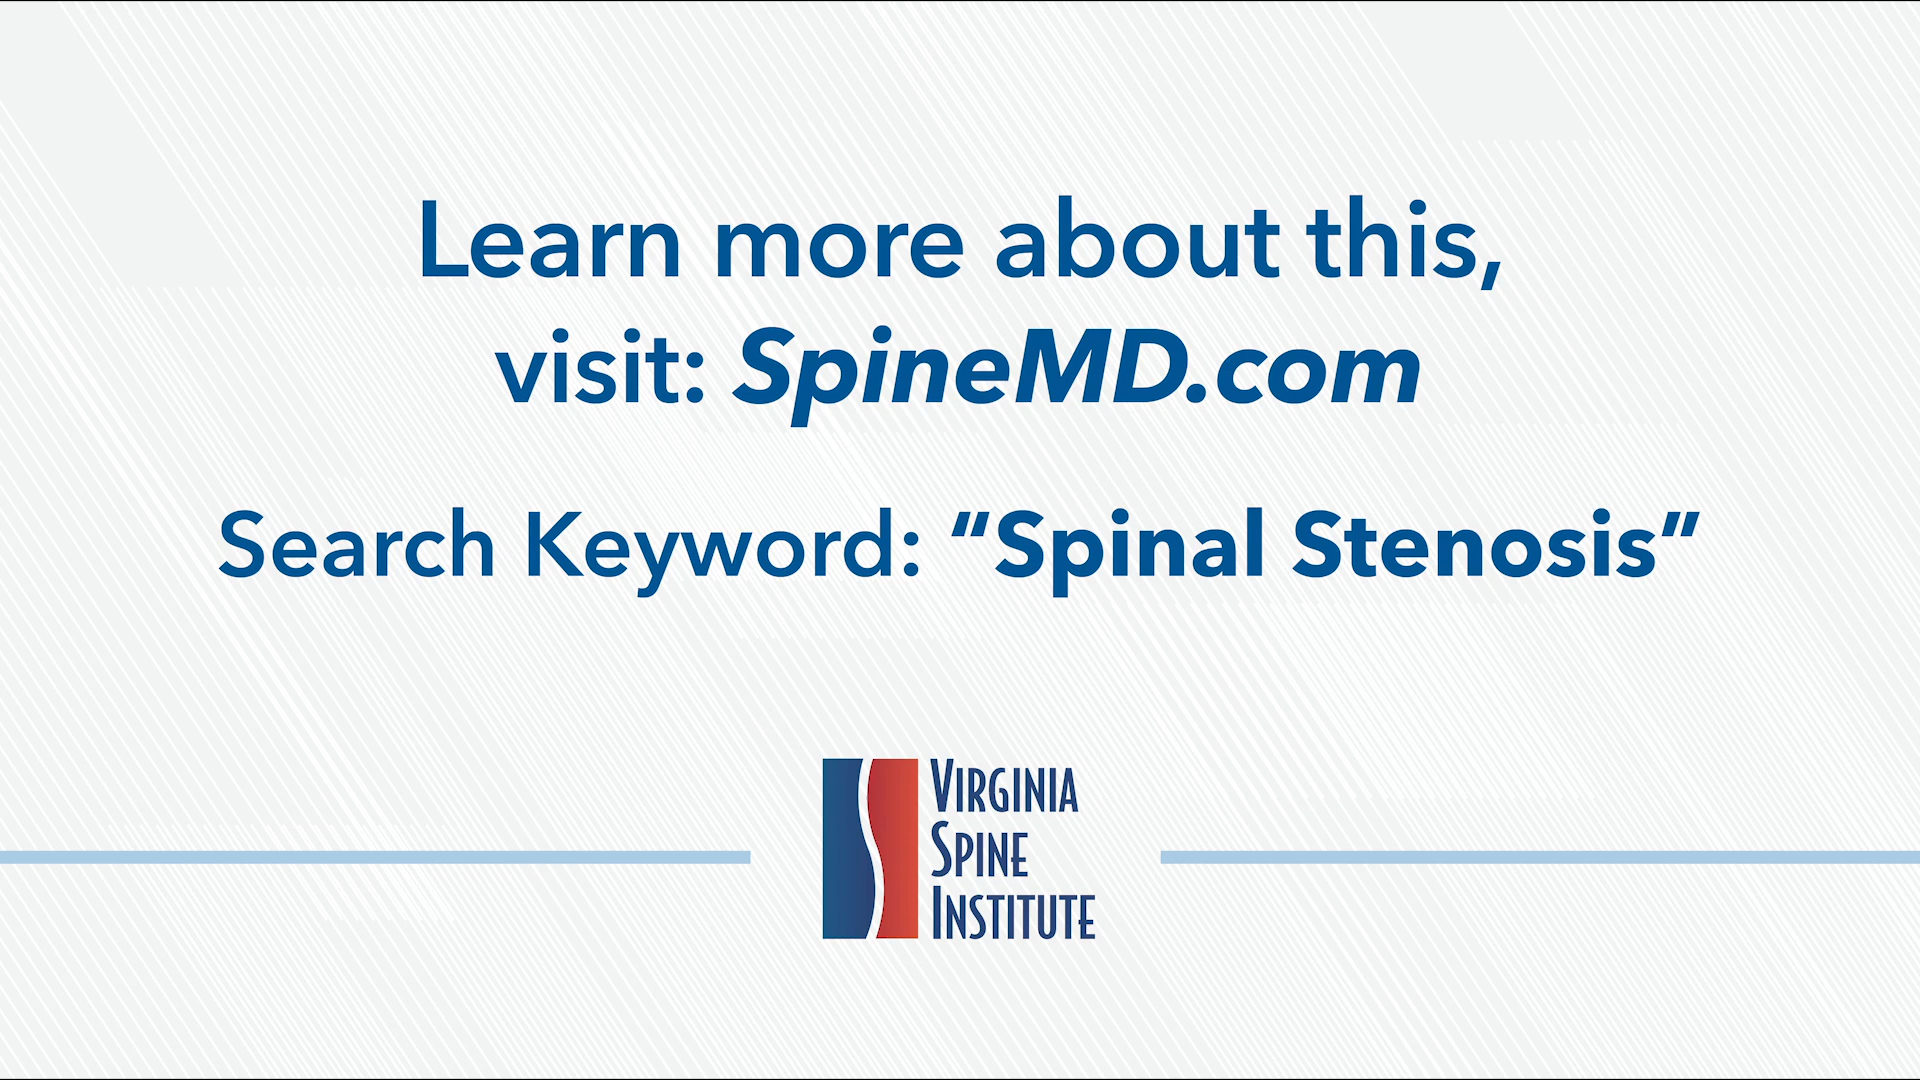 Learn more about this,
visit: SpineMD.com
Search Keyword: “Spinal Stenosis”
VIRGINIA
SPINE
INSTITUTE